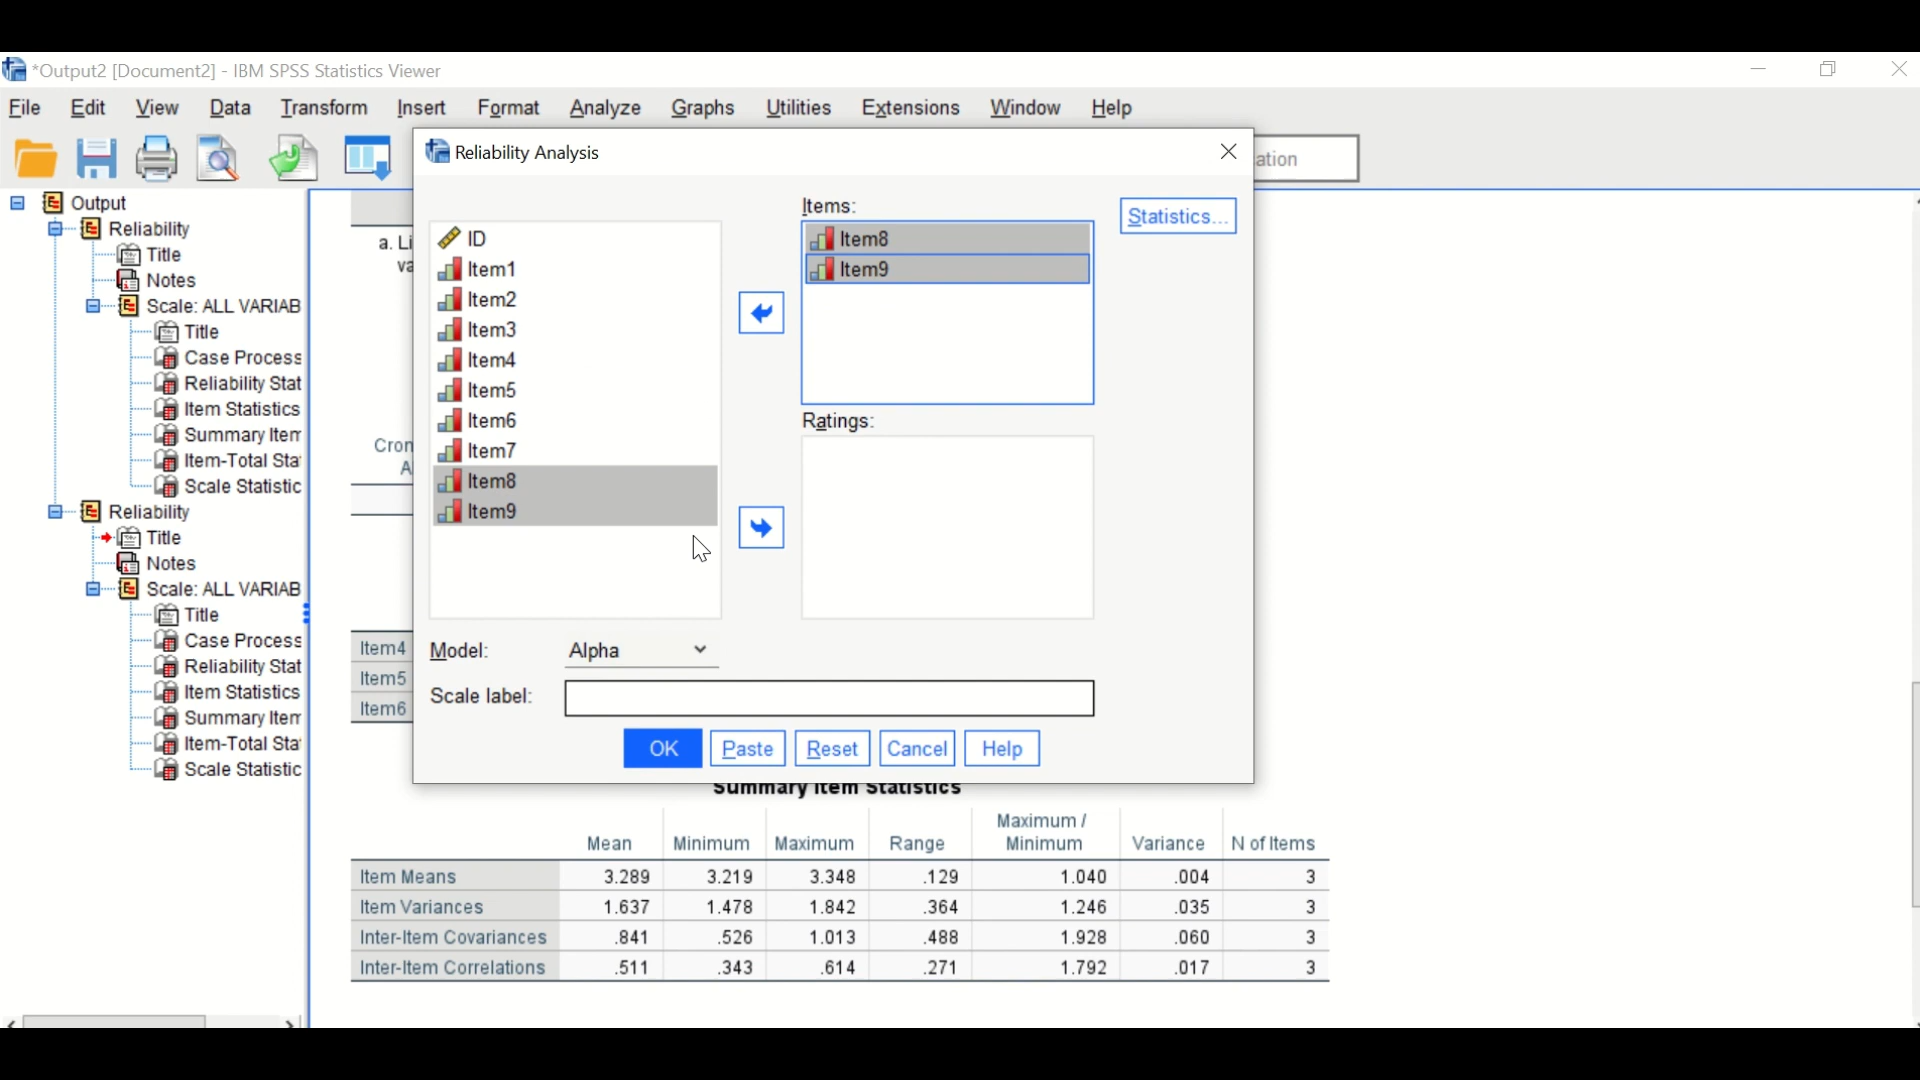 *Output2 [Document2] - IBM SPSS Statistics Viewer
File Edit View Data Transform Insert Format Analyze Graphs Utilities Extensions Window Help
Reliability Analysis
Output
Reliability
Title
Notes
Scale: ALL VARIAB
Title
Case Process
Reliability Stat
Item Statistics
Summary Item
Item-Total Sta
Scale Statistic
Reliability
Title
Notes
Scale: ALL VARIAB
Title
Case Process
Reliability Stat
Item Statistics
Summary Item
Item-Total Sta
Scale Statistic
a. Li
va
Cron
A
Item4
Item5
Item6
ID
Item1
Item2
Item3
Item4
Item5
Item6
Item7
Item8
Item9
Items:
Item8
Item9
Ratings:
Statistics...
ation
Model: Alpha
Scale label:
OK Paste Reset Cancel Help
Summary Item Statistics
Mean Minimum Maximum Range Maximum / Minimum Variance N of Items
Item Means 3.289 3.219 3.348 .129 1.040 .004 3
Item Variances 1.637 1.478 1.842 .364 1.246 .035 3
Inter-Item Covariances .841 .526 1.013 .488 1.928 .060 3
Inter-Item Correlations .511 .343 .614 .271 1.792 .017 3